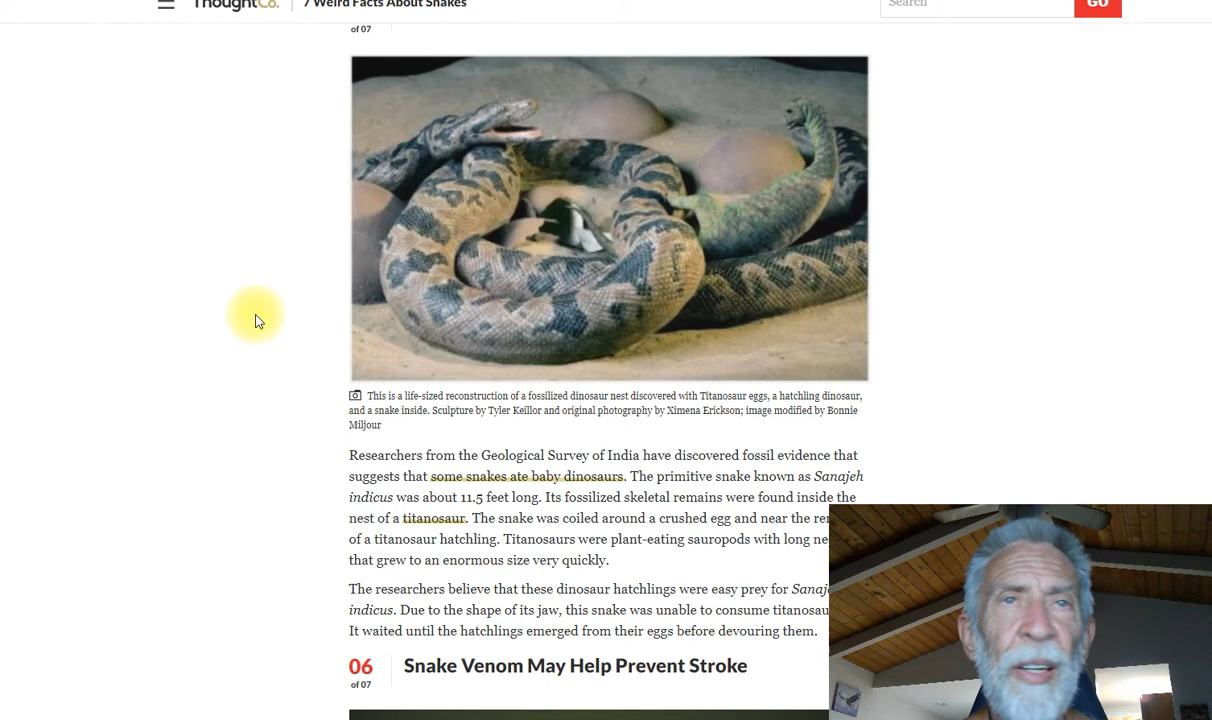 ThoughtCo.
7 Weird Facts About Snakes
Search
GO
of 07
This is a life-sized reconstruction of a fossilized dinosaur nest discovered with Titanosaur eggs, a hatchling dinosaur,
and a snake inside. Sculpture by Tyler Keillor and original photography by Ximena Erickson; image modified by Bonnie
Miljour
Researchers from the Geological Survey of India have discovered fossil evidence that
suggests that some snakes ate baby dinosaurs. The primitive snake known as Sanajeh
indicus was about 11.5 feet long. Its fossilized skeletal remains were found inside the
nest of a titanosaur. The snake was coiled around a crushed egg and near the
of a titanosaur hatchling. Titanosaurs were plant-eating sauropods with long
that grew to an enormous size very quickly.
The researchers believe that these dinosaur hatchlings were easy prey for
indicus. Due to the shape of its jaw, this snake was unable to consume
It waited until the hatchlings emerged from their eggs before devouring them.
06
of 07
Snake Venom May Help Prevent Stroke